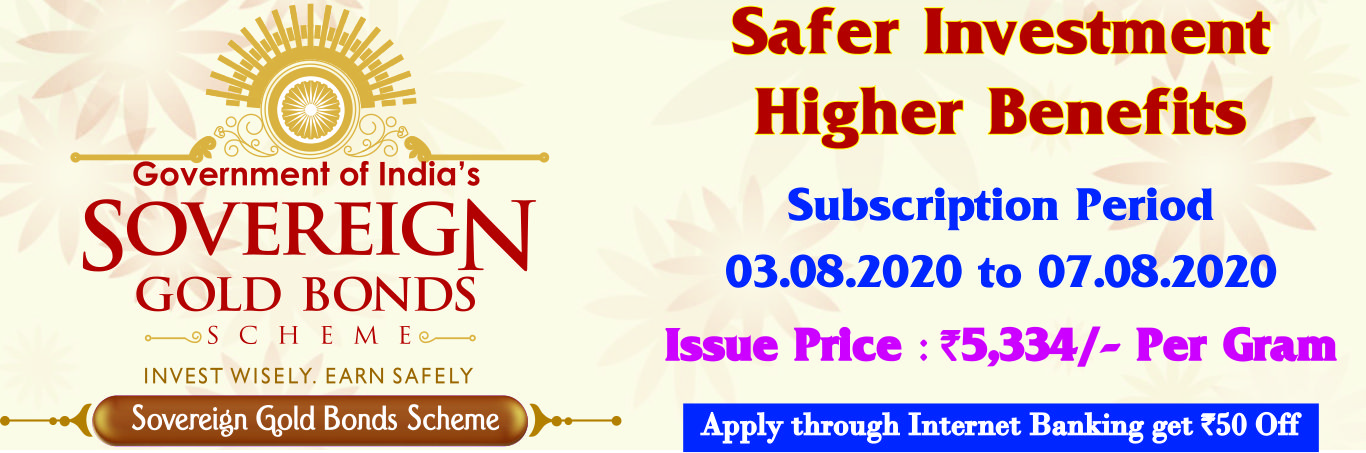 Government of India's
SOVEREIGN
GOLD BONDS
SCHEME
INVEST WISELY. EARN SAFELY
Sovereign Gold Bonds Scheme
Safer Investment
Higher Benefits
Subscription Period
03.08.2020 to 07.08.2020
Issue Price : ₹5,334/- Per Gram
Apply through Internet Banking get ₹50 Off